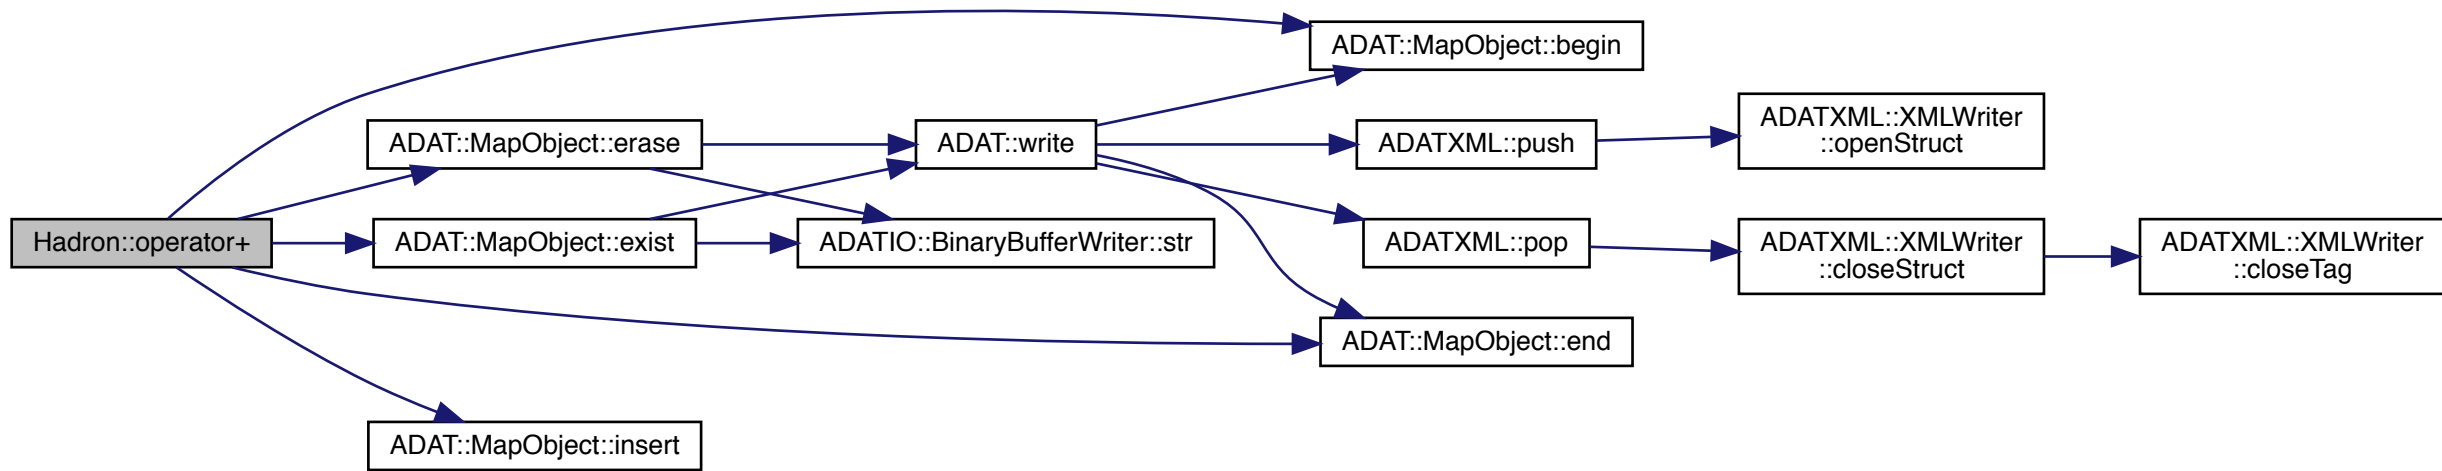 Hadron::operator+
ADAT::MapObject::begin
ADAT::MapObject::erase
ADAT::write
ADATXML::push
ADATXML::XMLWriter
::openStruct
ADAT::MapObject::exist
ADATIO::BinaryBufferWriter::str
ADATXML::pop
ADATXML::XMLWriter
::closeStruct
ADATXML::XMLWriter
::closeTag
ADAT::MapObject::end
ADAT::MapObject::insert